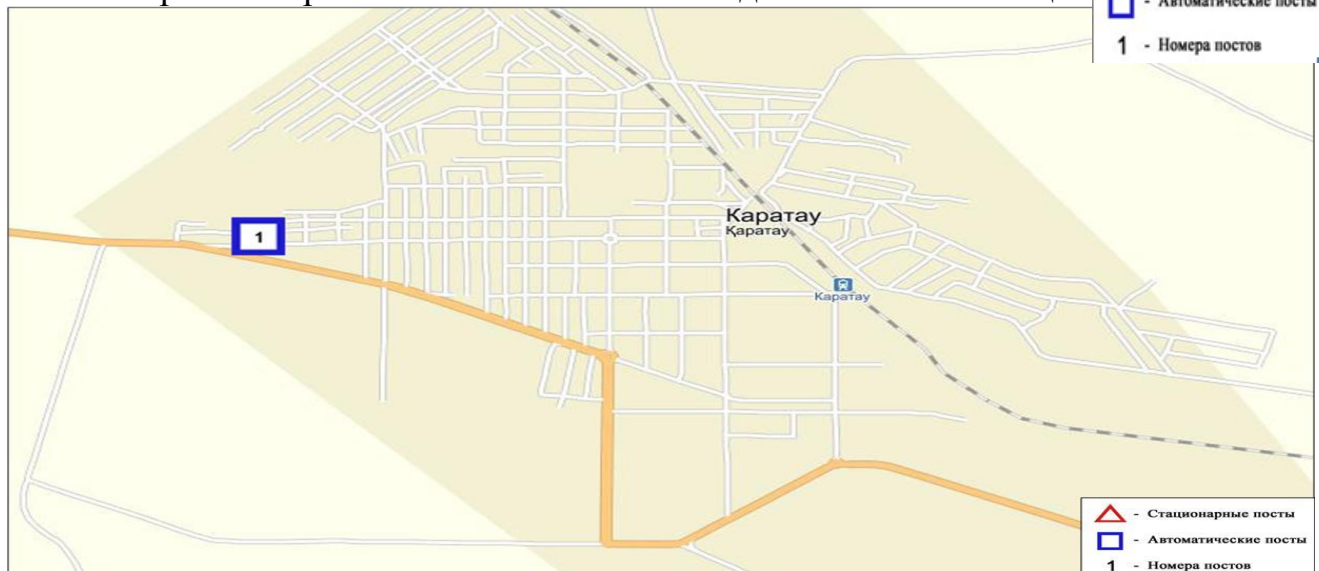 - Автоматические посты
1 - Номера постов
1
Каратау
Қаратау
Каратау
- Стационарные посты
- Автоматические посты
1 - Номера постов